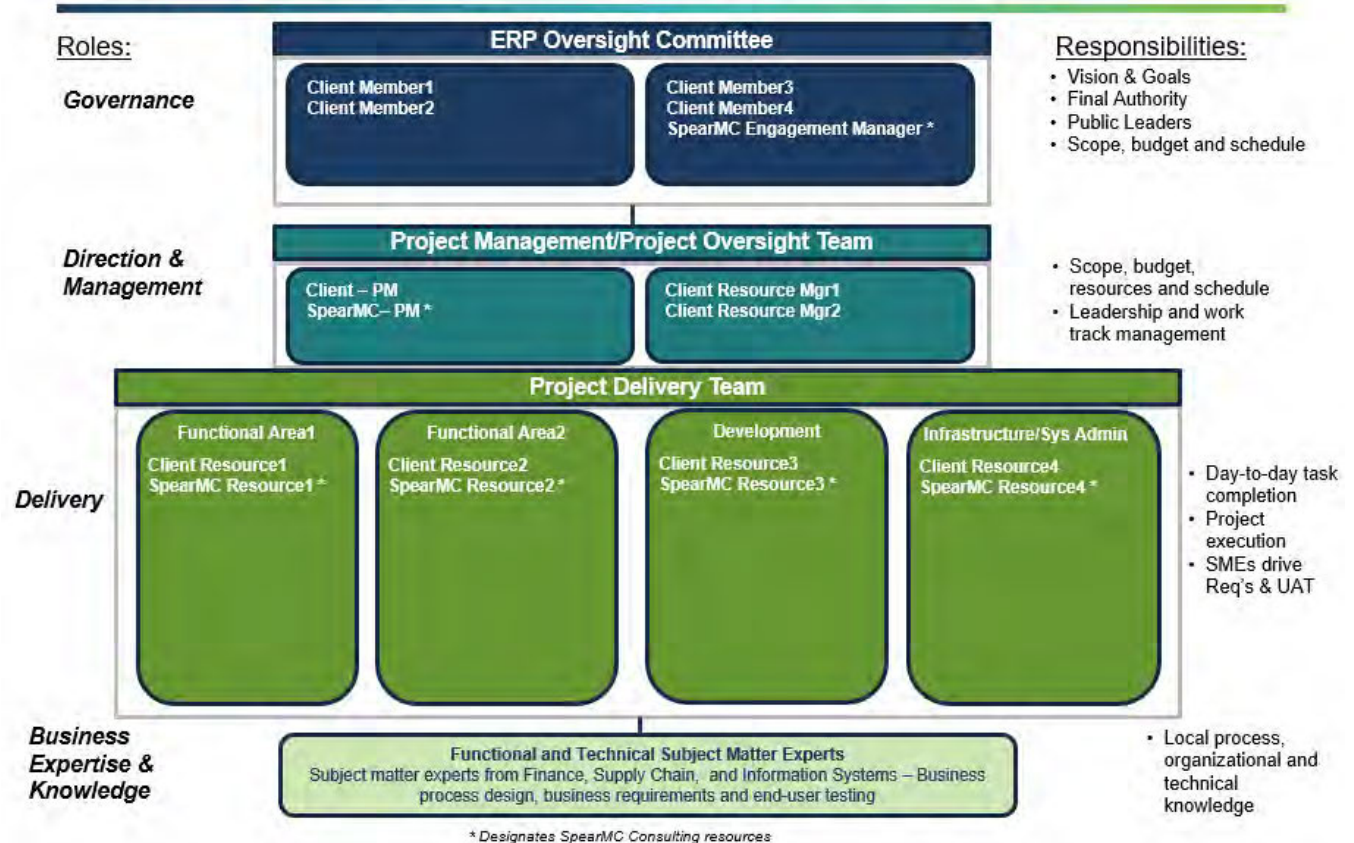 Roles:
ERP Oversight Committee
Responsibilities:
Governance
Client Member1
Client Member2
Client Member3
Client Member4
SpearMC Engagement Manager *
• Vision & Goals
• Final Authority
• Public Leaders
• Scope, budget and schedule
Direction &
Management
Project Management/Project Oversight Team
Client – PM
SpearMC– PM *
Client Resource Mgr1
Client Resource Mgr2
• Scope, budget,
resources and schedule
• Leadership and work
track management
Project Delivery Team
Delivery
Functional Area1
Client Resource1
SpearMC Resource1 *
Functional Area2
Client Resource2
SpearMC Resource2 *
Development
Client Resource3
SpearMC Resource3 *
Infrastructure/Sys Admin
Client Resource4
SpearMC Resource4 *
• Day-to-day task
completion
• Project
execution
• SMEs drive
Req's & UAT
Business
Expertise &
Knowledge
Functional and Technical Subject Matter Experts
Subject matter experts from Finance, Supply Chain, and Information Systems – Business
process design, business requirements and end-user testing
• Local process,
organizational and
technical
knowledge
* Designates SpearMC Consulting resources